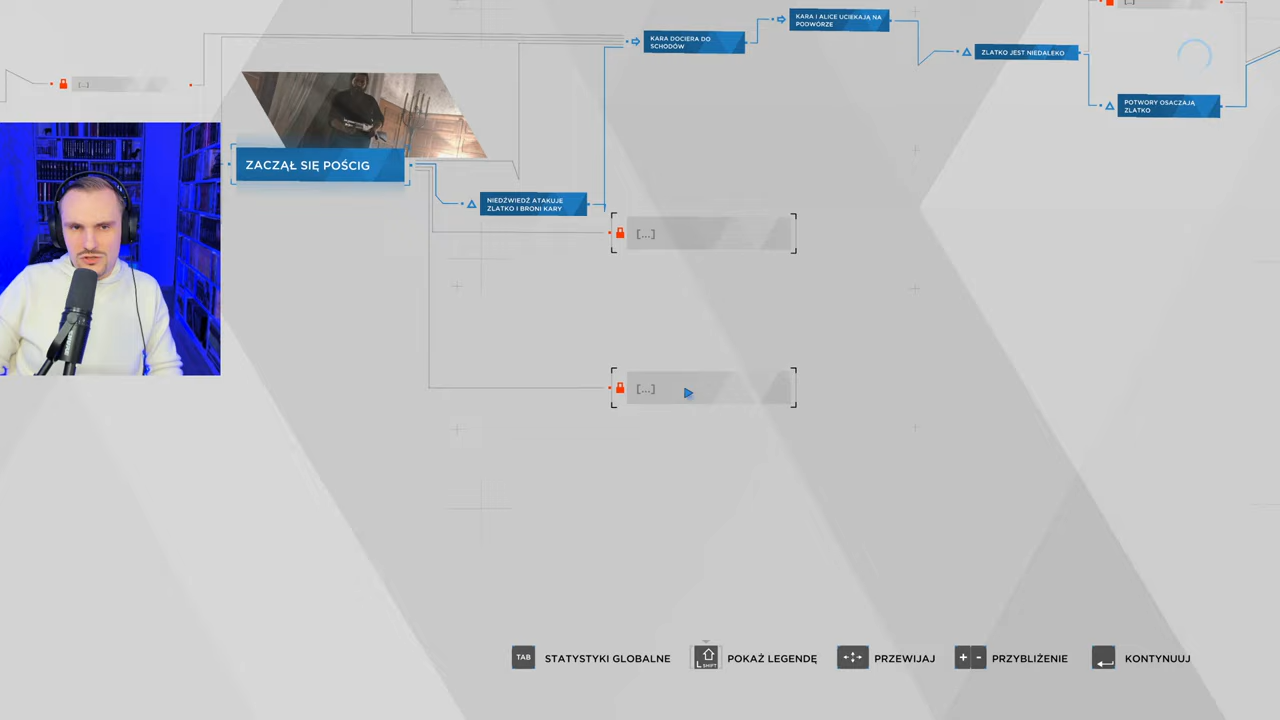 [...]
KARA I ALICE UCIEKAJĄ NA
PODWÓRZE
KARA DOCIERA DO
SCHODÓW
ZLATKO JEST NIEDALEKO
[...]
POTWORY OSACZAJĄ
ZLATKO
ZACZĄŁ SIĘ POŚCIG
NIEDŹWIEDŹ ATAKUJE
ZLATKO I BRONI KARY
[...]
[...]
TAB STATYSTYKI GLOBALNE
L SHIFT POKAŻ LEGENDĘ
PRZEWIJAJ
+ - PRZYBLIŻENIE
KONTYNUUJ